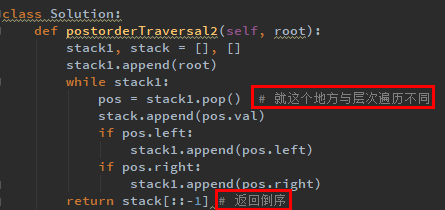 class Solution:
    def postorderTraversal2(self, root):
        stack1, stack = [], []
        stack1.append(root)
        while stack1:
            pos = stack1.pop()  # 就这个地方与层次遍历不同
            stack.append(pos.val)
            if pos.left:
                stack1.append(pos.left)
            if pos.right:
                stack1.append(pos.right)
        return stack[::-1] # 返回倒序